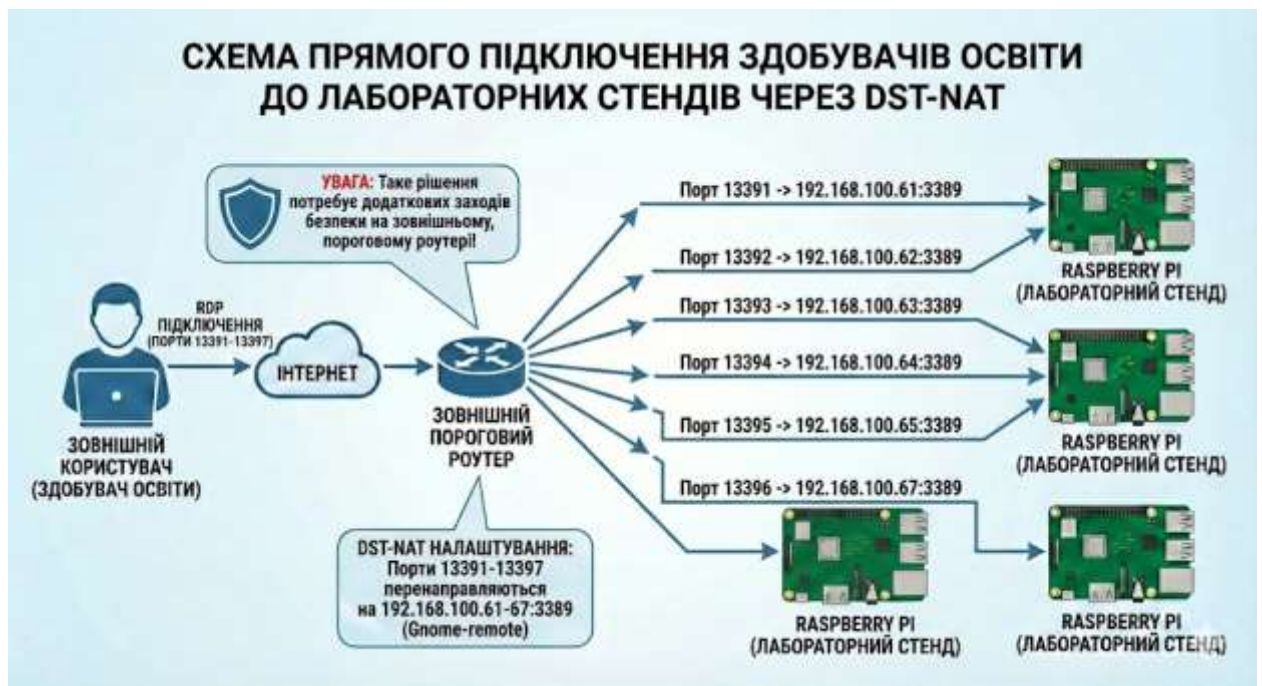 СХЕМА ПРЯМОГО ПІДКЛЮЧЕННЯ ЗДОБУВАЧІВ ОСВІТИ
ДО ЛАБОРАТОРНИХ СТЕНДІВ ЧЕРЕЗ DST-NAT
УВАГА: Таке рішення
потребує додаткових заходів
безпеки на зовнішньому,
пороговому роутері!
RDP
ПІДКЛЮЧЕННЯ
(ПОРТИ 13391-13397)
ІНТЕРНЕТ
ЗОВНІШНІЙ
КОРИСТУВАЧ
(ЗДОБУВАЧ ОСВІТИ)
ЗОВНІШНІЙ
ПОРОГОВИЙ
РОУТЕР
DST-NAT НАЛАШТУВАННЯ:
Порти 13391-13397
перенаправляються
на 192.168.100.61-67:3389
(Gnome-remote)
Порт 13391 -> 192.168.100.61:3389
Порт 13392 -> 192.168.100.62:3389
Порт 13393 -> 192.168.100.63:3389
Порт 13394 -> 192.168.100.64:3389
Порт 13395 -> 192.168.100.65:3389
Порт 13396 -> 192.168.100.67:3389
RASPBERRY PI
(ЛАБОРАТОРНИЙ СТЕНД)
RASPBERRY PI
(ЛАБОРАТОРНИЙ СТЕНД)
RASPBERRY PI
(ЛАБОРАТОРНИЙ СТЕНД)
RASPBERRY PI
(ЛАБОРАТОРНИЙ СТЕНД)